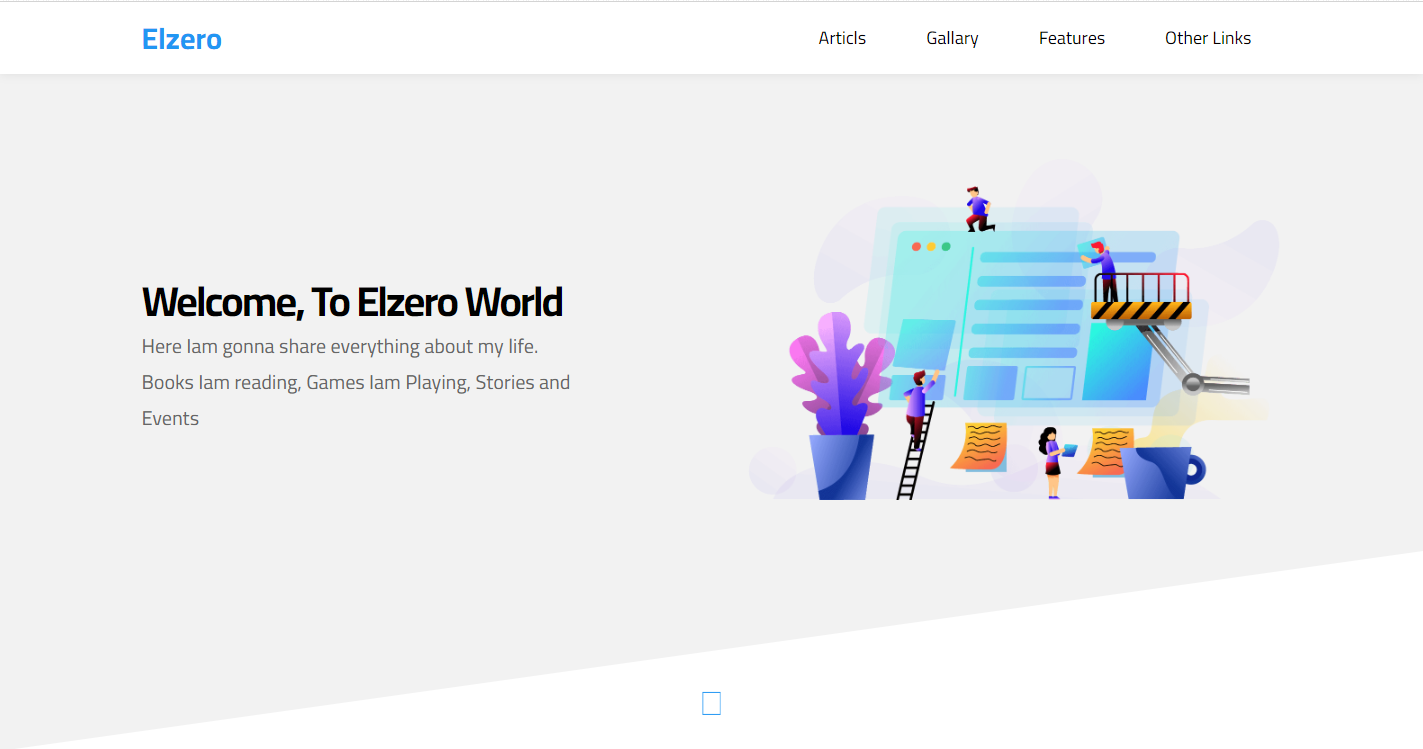 Elzero
Articls
Gallary
Features
Other Links
Welcome, To Elzero World
Here Iam gonna share everything about my life.
Books Iam reading, Games Iam Playing, Stories and
Events